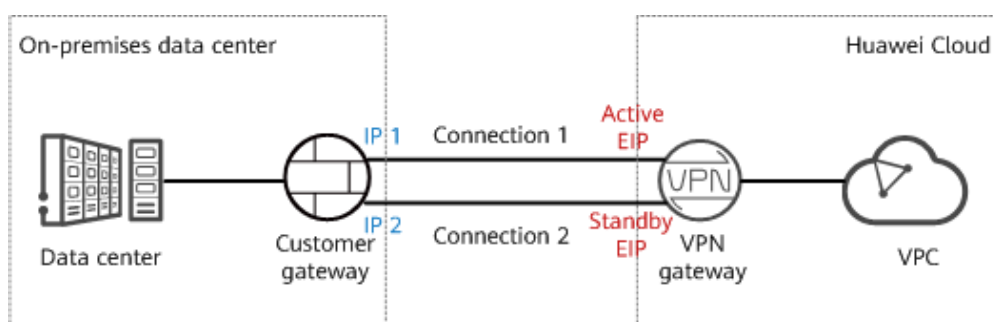 On-premises data center
Huawei Cloud
Active
EIP
IP 1
Connection 1
VPN
IP 2
Connection 2
Standby
EIP
Data center
Customer
gateway
VPN
gateway
VPC